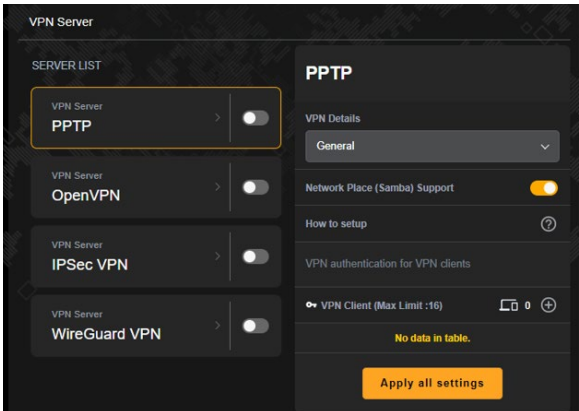 VPN Server
SERVER LIST
VPN Server
PPTP
VPN Server
OpenVPN
VPN Server
IPSec VPN
VPN Server
WireGuard VPN
PPTP
VPN Details
General
Network Place (Samba) Support
How to setup
VPN authentication for VPN clients
VPN Client (Max Limit :16) 0
No data in table.
Apply all settings